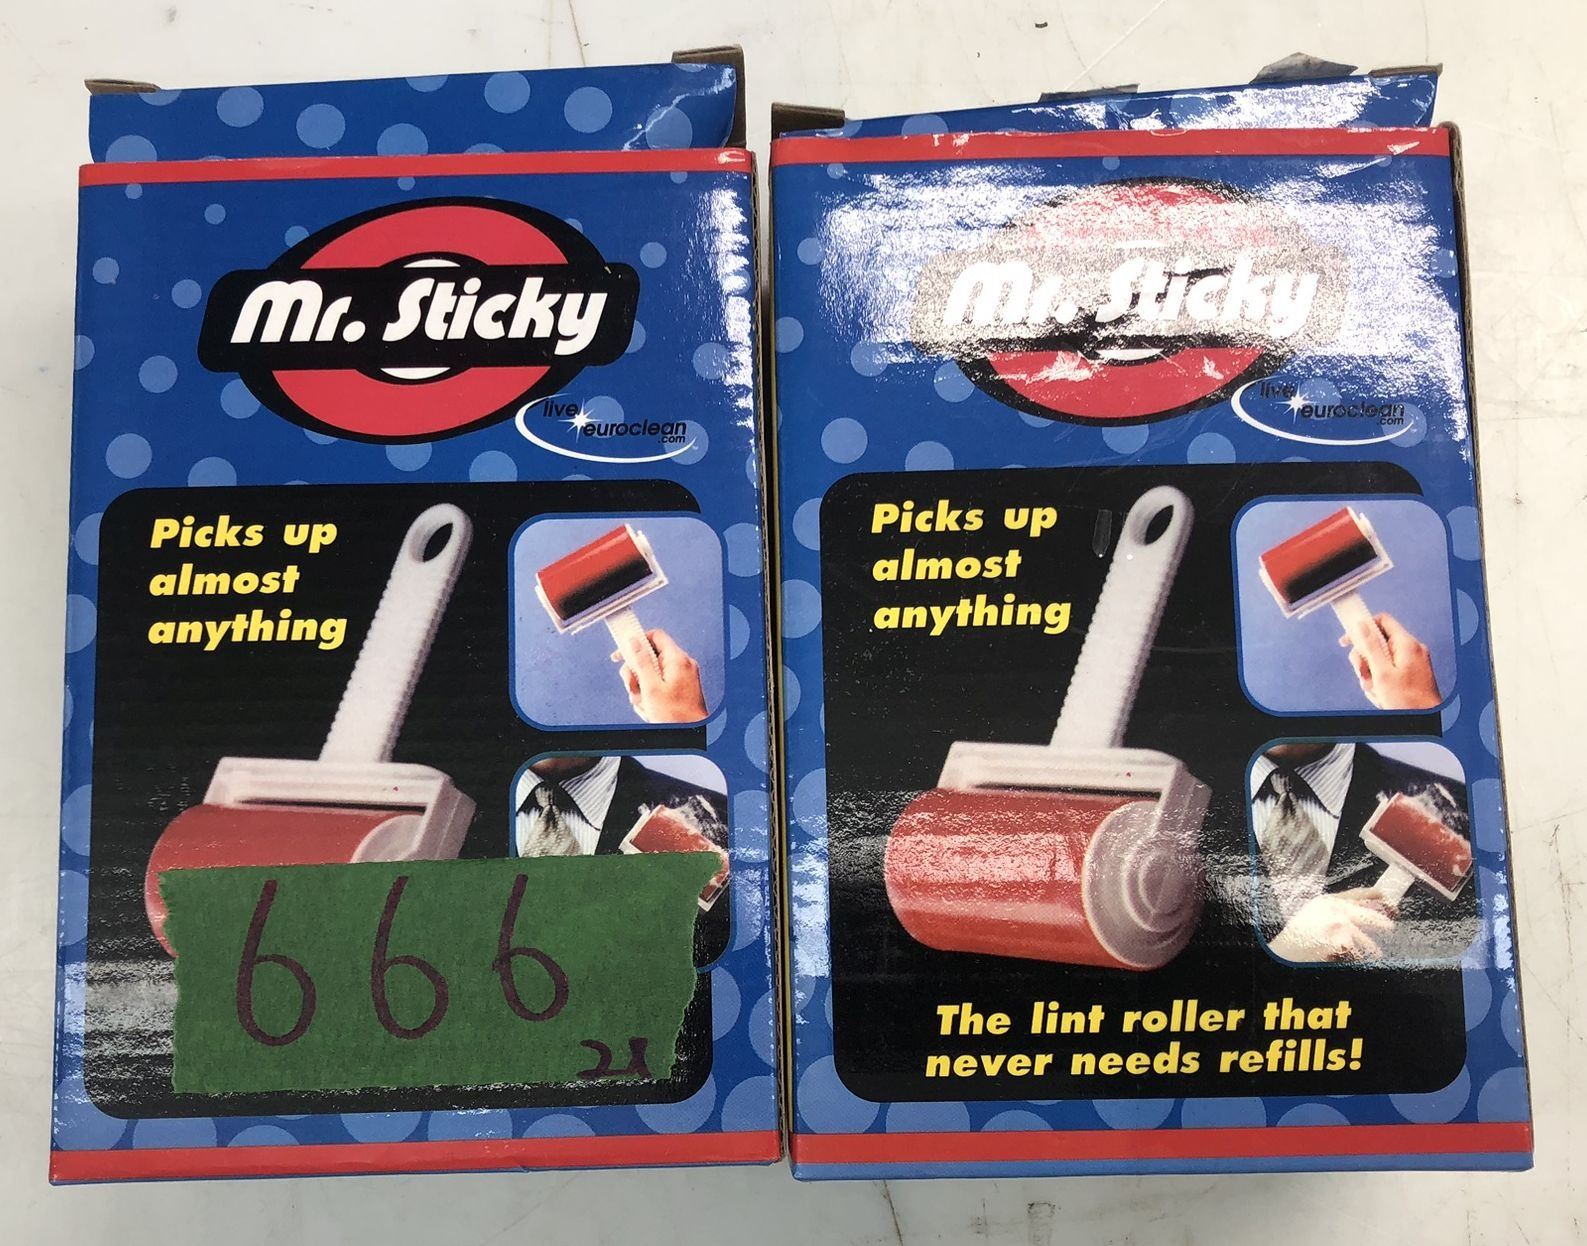 Mr. Sticky
live
euroclean
.com
Picks up
almost
anything
666
Mr. Sticky
live
euroclean
.com
Picks up
almost
anything
The lint roller that
never needs refills!